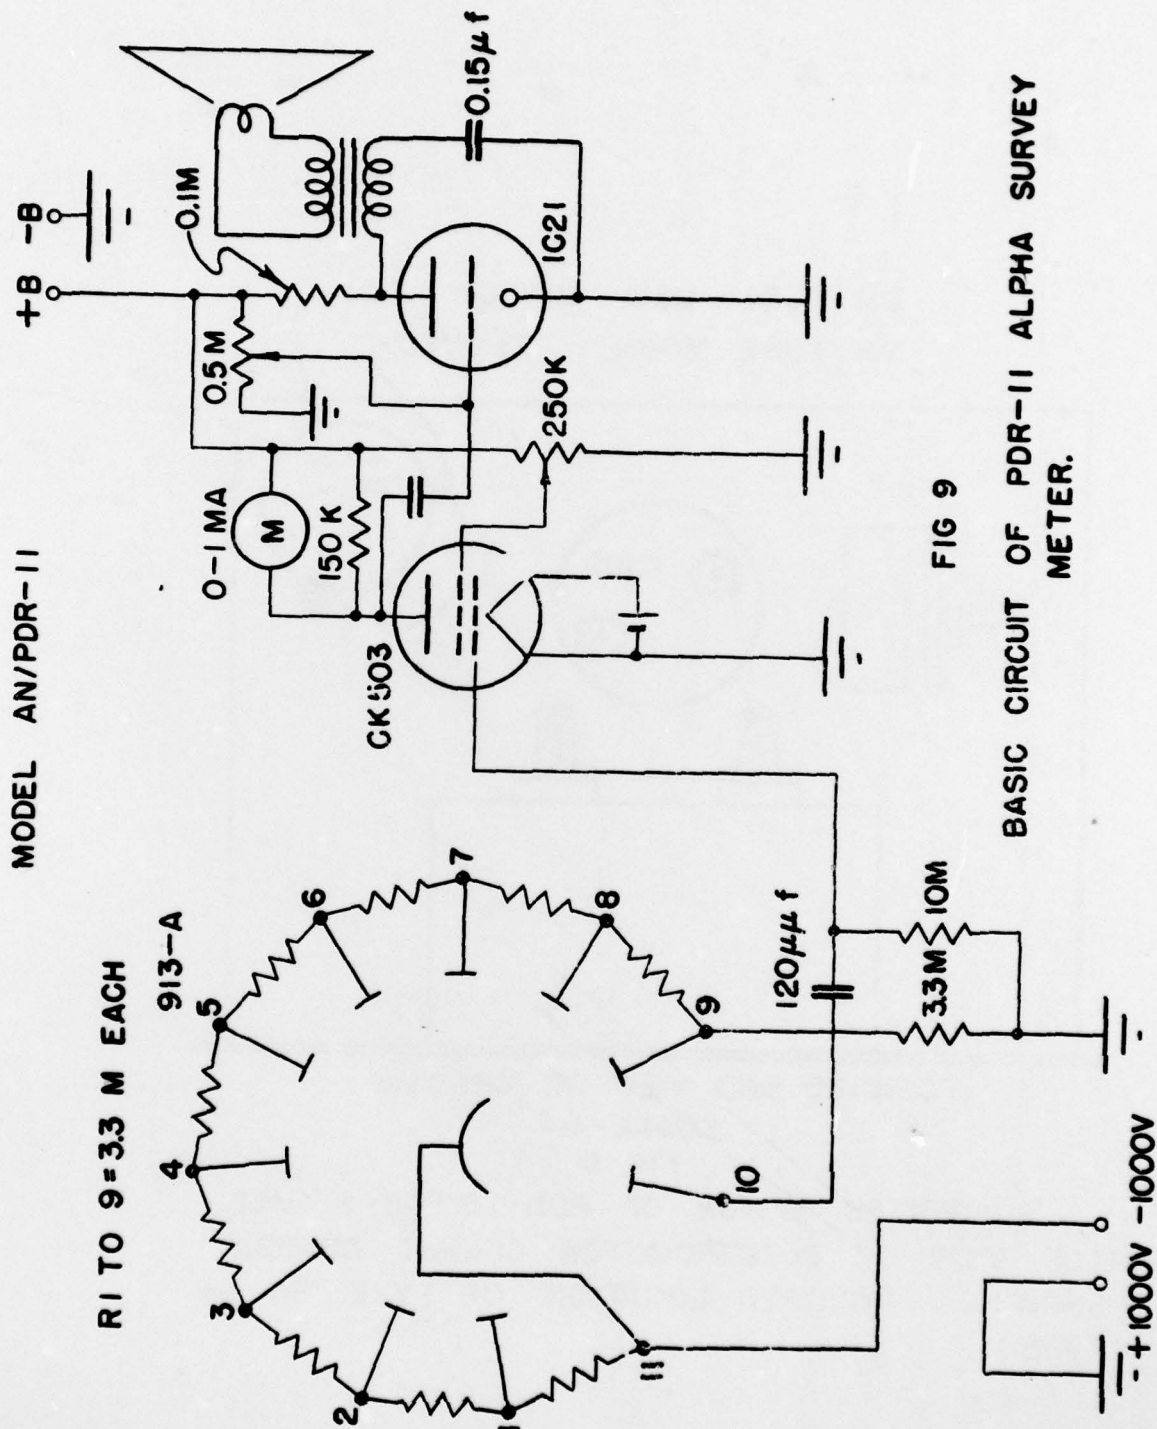 MODEL AN/PDR-11
R1 TO 9=3.3 M EACH
913-A
1
2
3
4
5
6
7
8
9
10
11
+B -B
0.1M
0.5M
0-1 MA
M
150K
CK503
250K
1C21
0.15μf
120μμf
3.3M
10M
+1000V -1000V
FIG 9
BASIC CIRCUIT OF PDR-11 ALPHA SURVEY
METER.